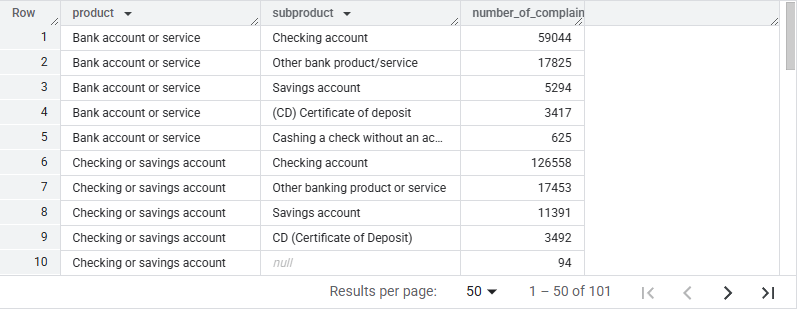 Row product subproduct number_of_complain
1 Bank account or service Checking account 59044
2 Bank account or service Other bank product/service 17825
3 Bank account or service Savings account 5294
4 Bank account or service (CD) Certificate of deposit 3417
5 Bank account or service Cashing a check without an ac... 625
6 Checking or savings account Checking account 126558
7 Checking or savings account Other banking product or service 17453
8 Checking or savings account Savings account 11391
9 Checking or savings account CD (Certificate of Deposit) 3492
10 Checking or savings account null 94
Results per page: 50 1 – 50 of 101